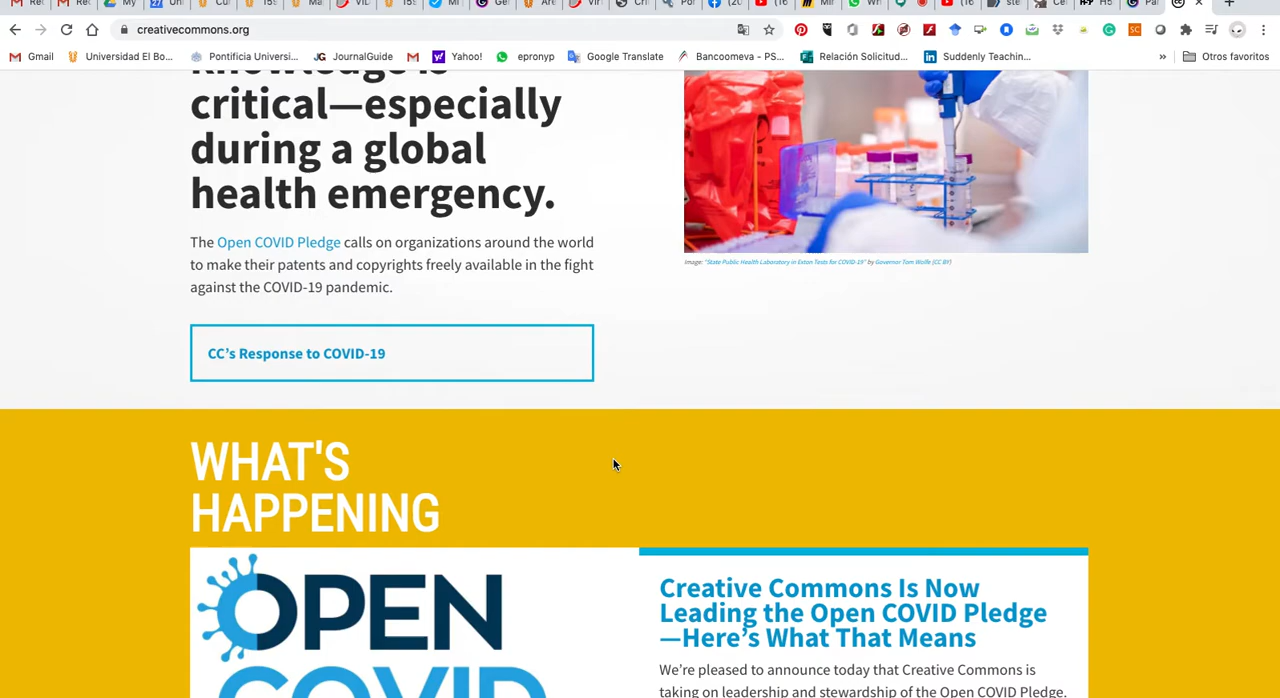 creativecommons.org
Gmail
Universidad El Bo...
Pontificia Universi...
JG JournalGuide
Yahoo!
epronyp
Google Translate
Bancoomeva - PS...
Relación Solicitud...
Suddenly Teachin...
»
Otros favoritos
Knowledge is
critical—especially
during a global
health emergency.
The Open COVID Pledge calls on organizations around the world
to make their patents and copyrights freely available in the fight
against the COVID-19 pandemic.
Image: "State Public Health Laboratory in Exton Tests for COVID-19" by Governor Tom Wolfe (CC BY)
CC's Response to COVID-19
WHAT'S
HAPPENING
OPEN
COVID
Creative Commons Is Now
Leading the Open COVID Pledge
—Here's What That Means
We're pleased to announce today that Creative Commons is
taking on leadership and stewardship of the Open COVID Pledge.